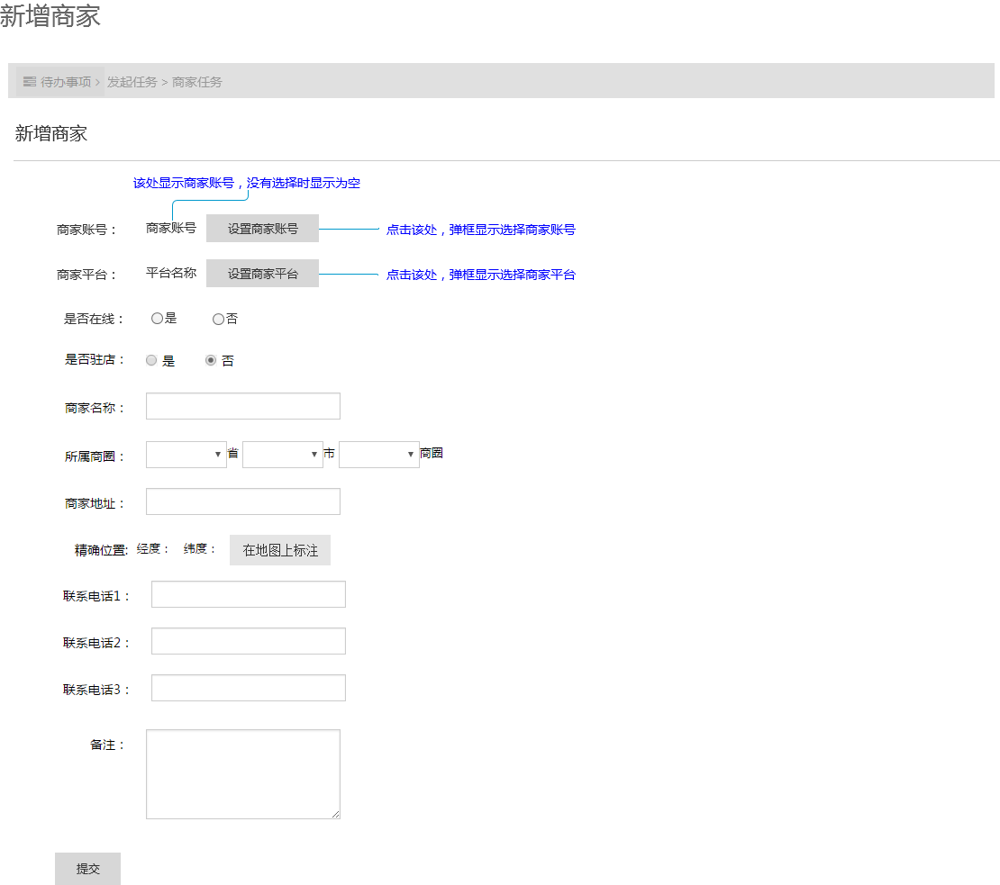 新增商家
待办事项 › 发起任务 > 商家任务
新增商家
该处显示商家账号，没有选择时显示为空
商家账号： 商家账号 设置商家账号 点击该处，弹框显示选择商家账号
商家平台： 平台名称 设置商家平台 点击该处，弹框显示选择商家平台
是否在线： 是 否
是否驻店： 是 否
商家名称：
所属商圈： 省 市 商圈
商家地址：
精确位置: 经度： 纬度： 在地图上标注
联系电话1：
联系电话2：
联系电话3：
备注：
提交